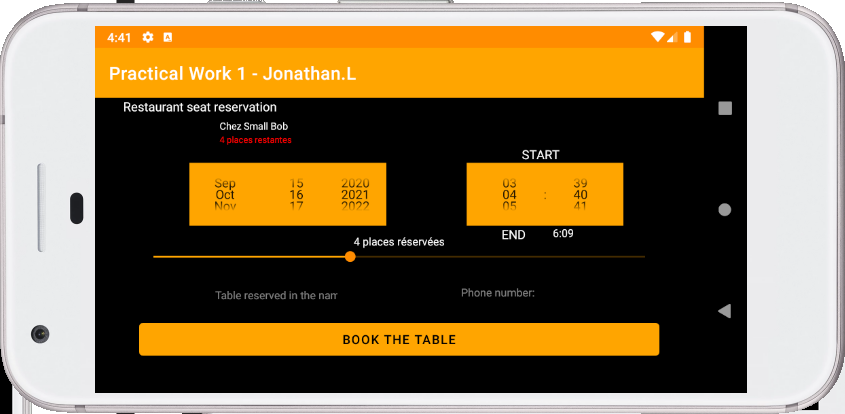 4:41
Practical Work 1 - Jonathan.L
Restaurant seat reservation
Chez Small Bob
4 places restantes
START
Sep 15 2020 03 39
Oct 16 2021 04 : 40
Nov 17 2022 05 41
END 6:09
4 places réservées
Table reserved in the nam
Phone number:
BOOK THE TABLE